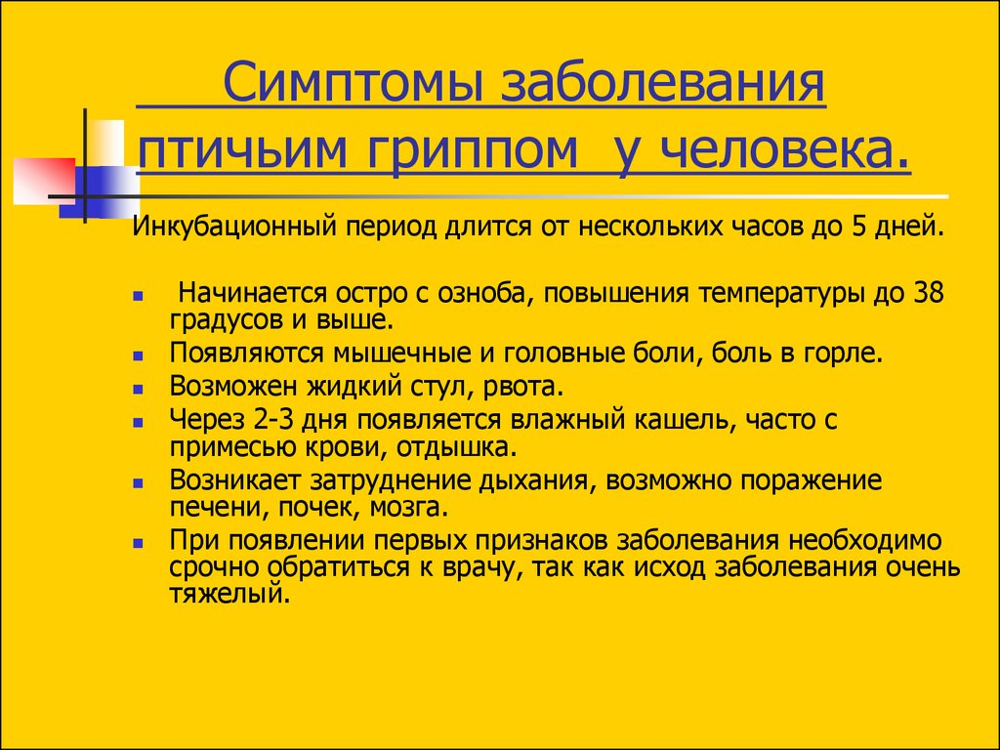 Симптомы заболевания
птичьим гриппом у человека.
Инкубационный период длится от нескольких часов до 5 дней.
Начинается остро с озноба, повышения температуры до 38
градусов и выше.
Появляются мышечные и головные боли, боль в горле.
Возможен жидкий стул, рвота.
Через 2-3 дня появляется влажный кашель, часто с
примесью крови, отдышка.
Возникает затруднение дыхания, возможно поражение
печени, почек, мозга.
При появлении первых признаков заболевания необходимо
срочно обратиться к врачу, так как исход заболевания очень
тяжелый.